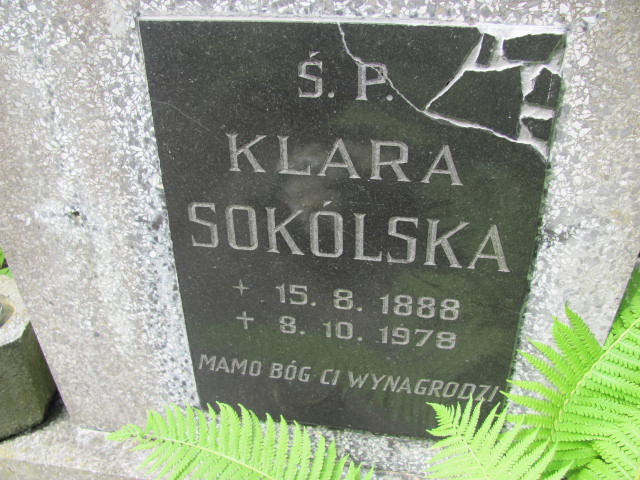 Ś. P.
KLARA
SOKÓLSKA
+ 15. 8. 1888
+ 8. 10. 1978
MAMO BÓG CI WYNAGRODZI